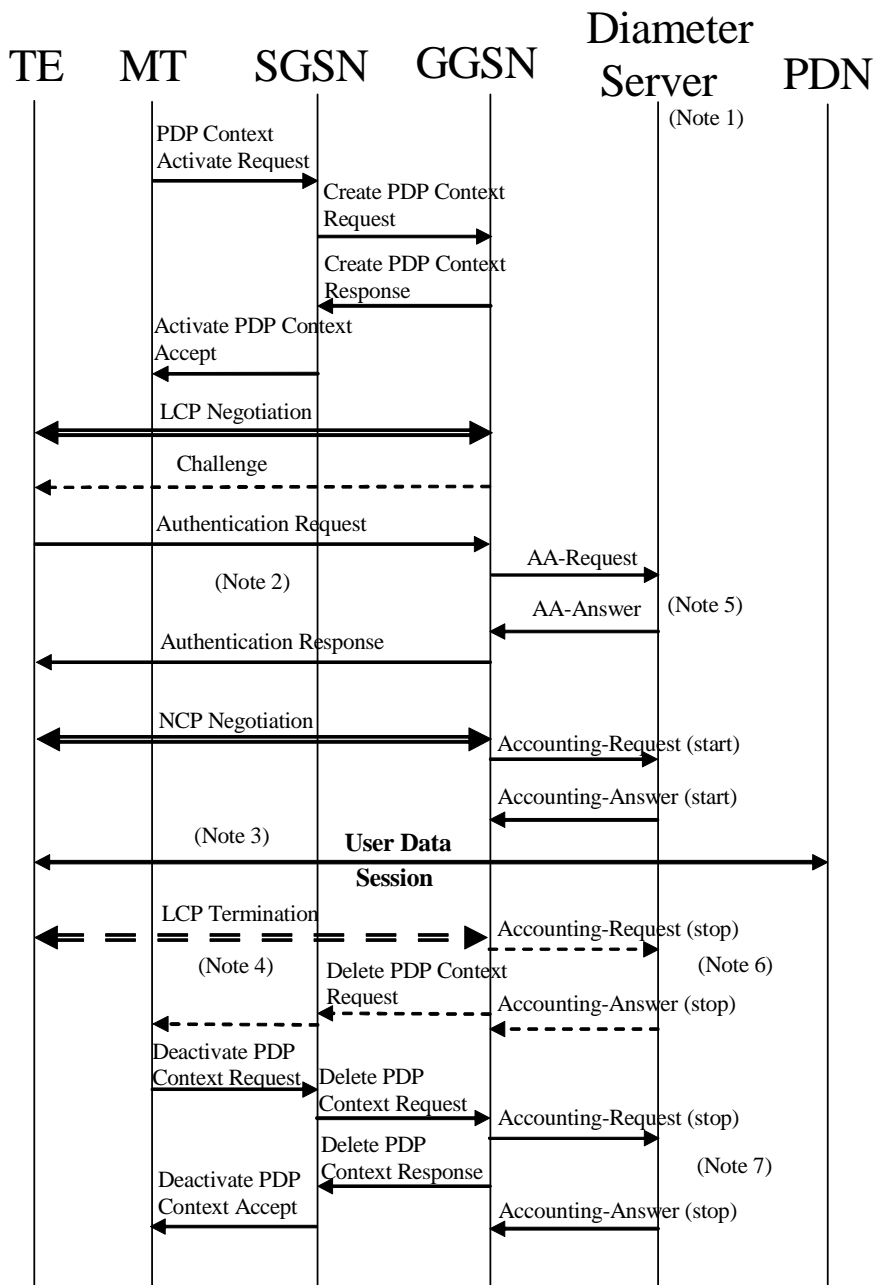 Diameter
TE MT SGSN GGSN Server PDN
(Note 1)
PDP Context
Activate Request
Create PDP Context
Request
Create PDP Context
Response
Activate PDP Context
Accept
LCP Negotiation
Challenge
Authentication Request
AA-Request
(Note 2)
AA-Answer
(Note 5)
Authentication Response
NCP Negotiation
Accounting-Request (start)
Accounting-Answer (start)
(Note 3)
User Data
Session
LCP Termination
Accounting-Request (stop)
(Note 4)
(Note 6)
Delete PDP Context
Request
Accounting-Answer (stop)
Deactivate PDP
Context Request
Delete PDP
Context Request
Accounting-Request (stop)
Delete PDP
Context Response
(Note 7)
Deactivate PDP
Context Accept
Accounting-Answer (stop)